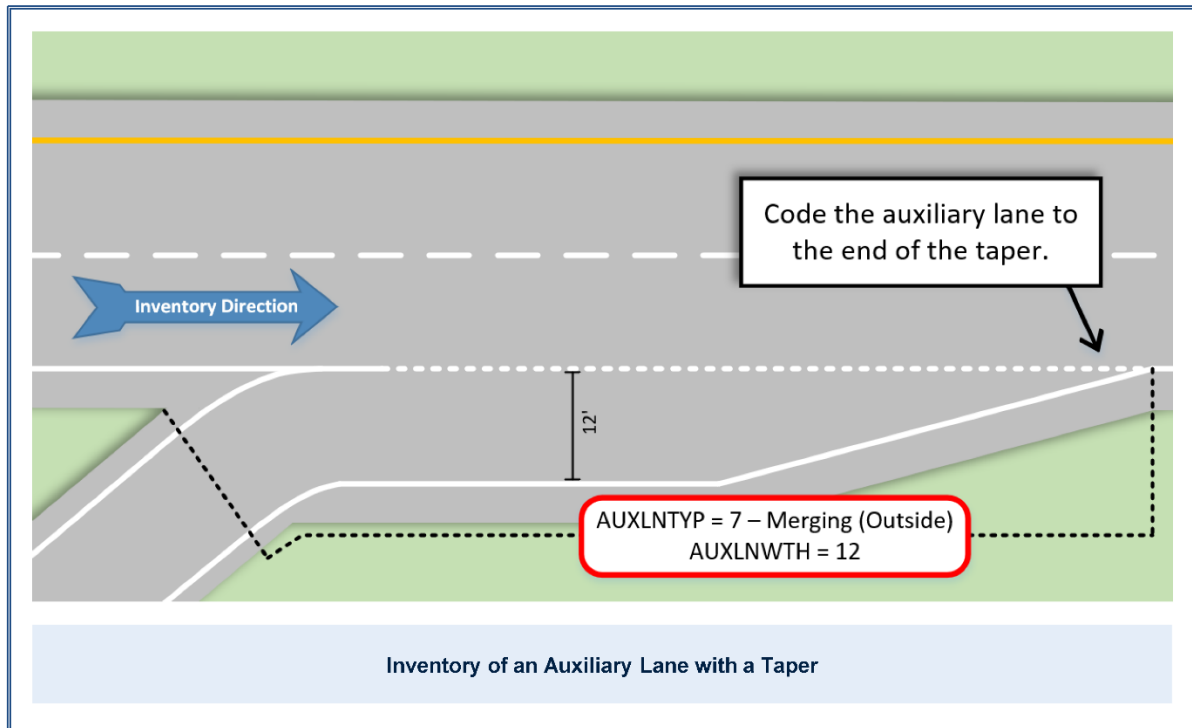 Code the auxiliary lane to
the end of the taper.
Inventory Direction
12'
AUXLNTYP = 7 – Merging (Outside)
AUXLNWTH = 12
Inventory of an Auxiliary Lane with a Taper